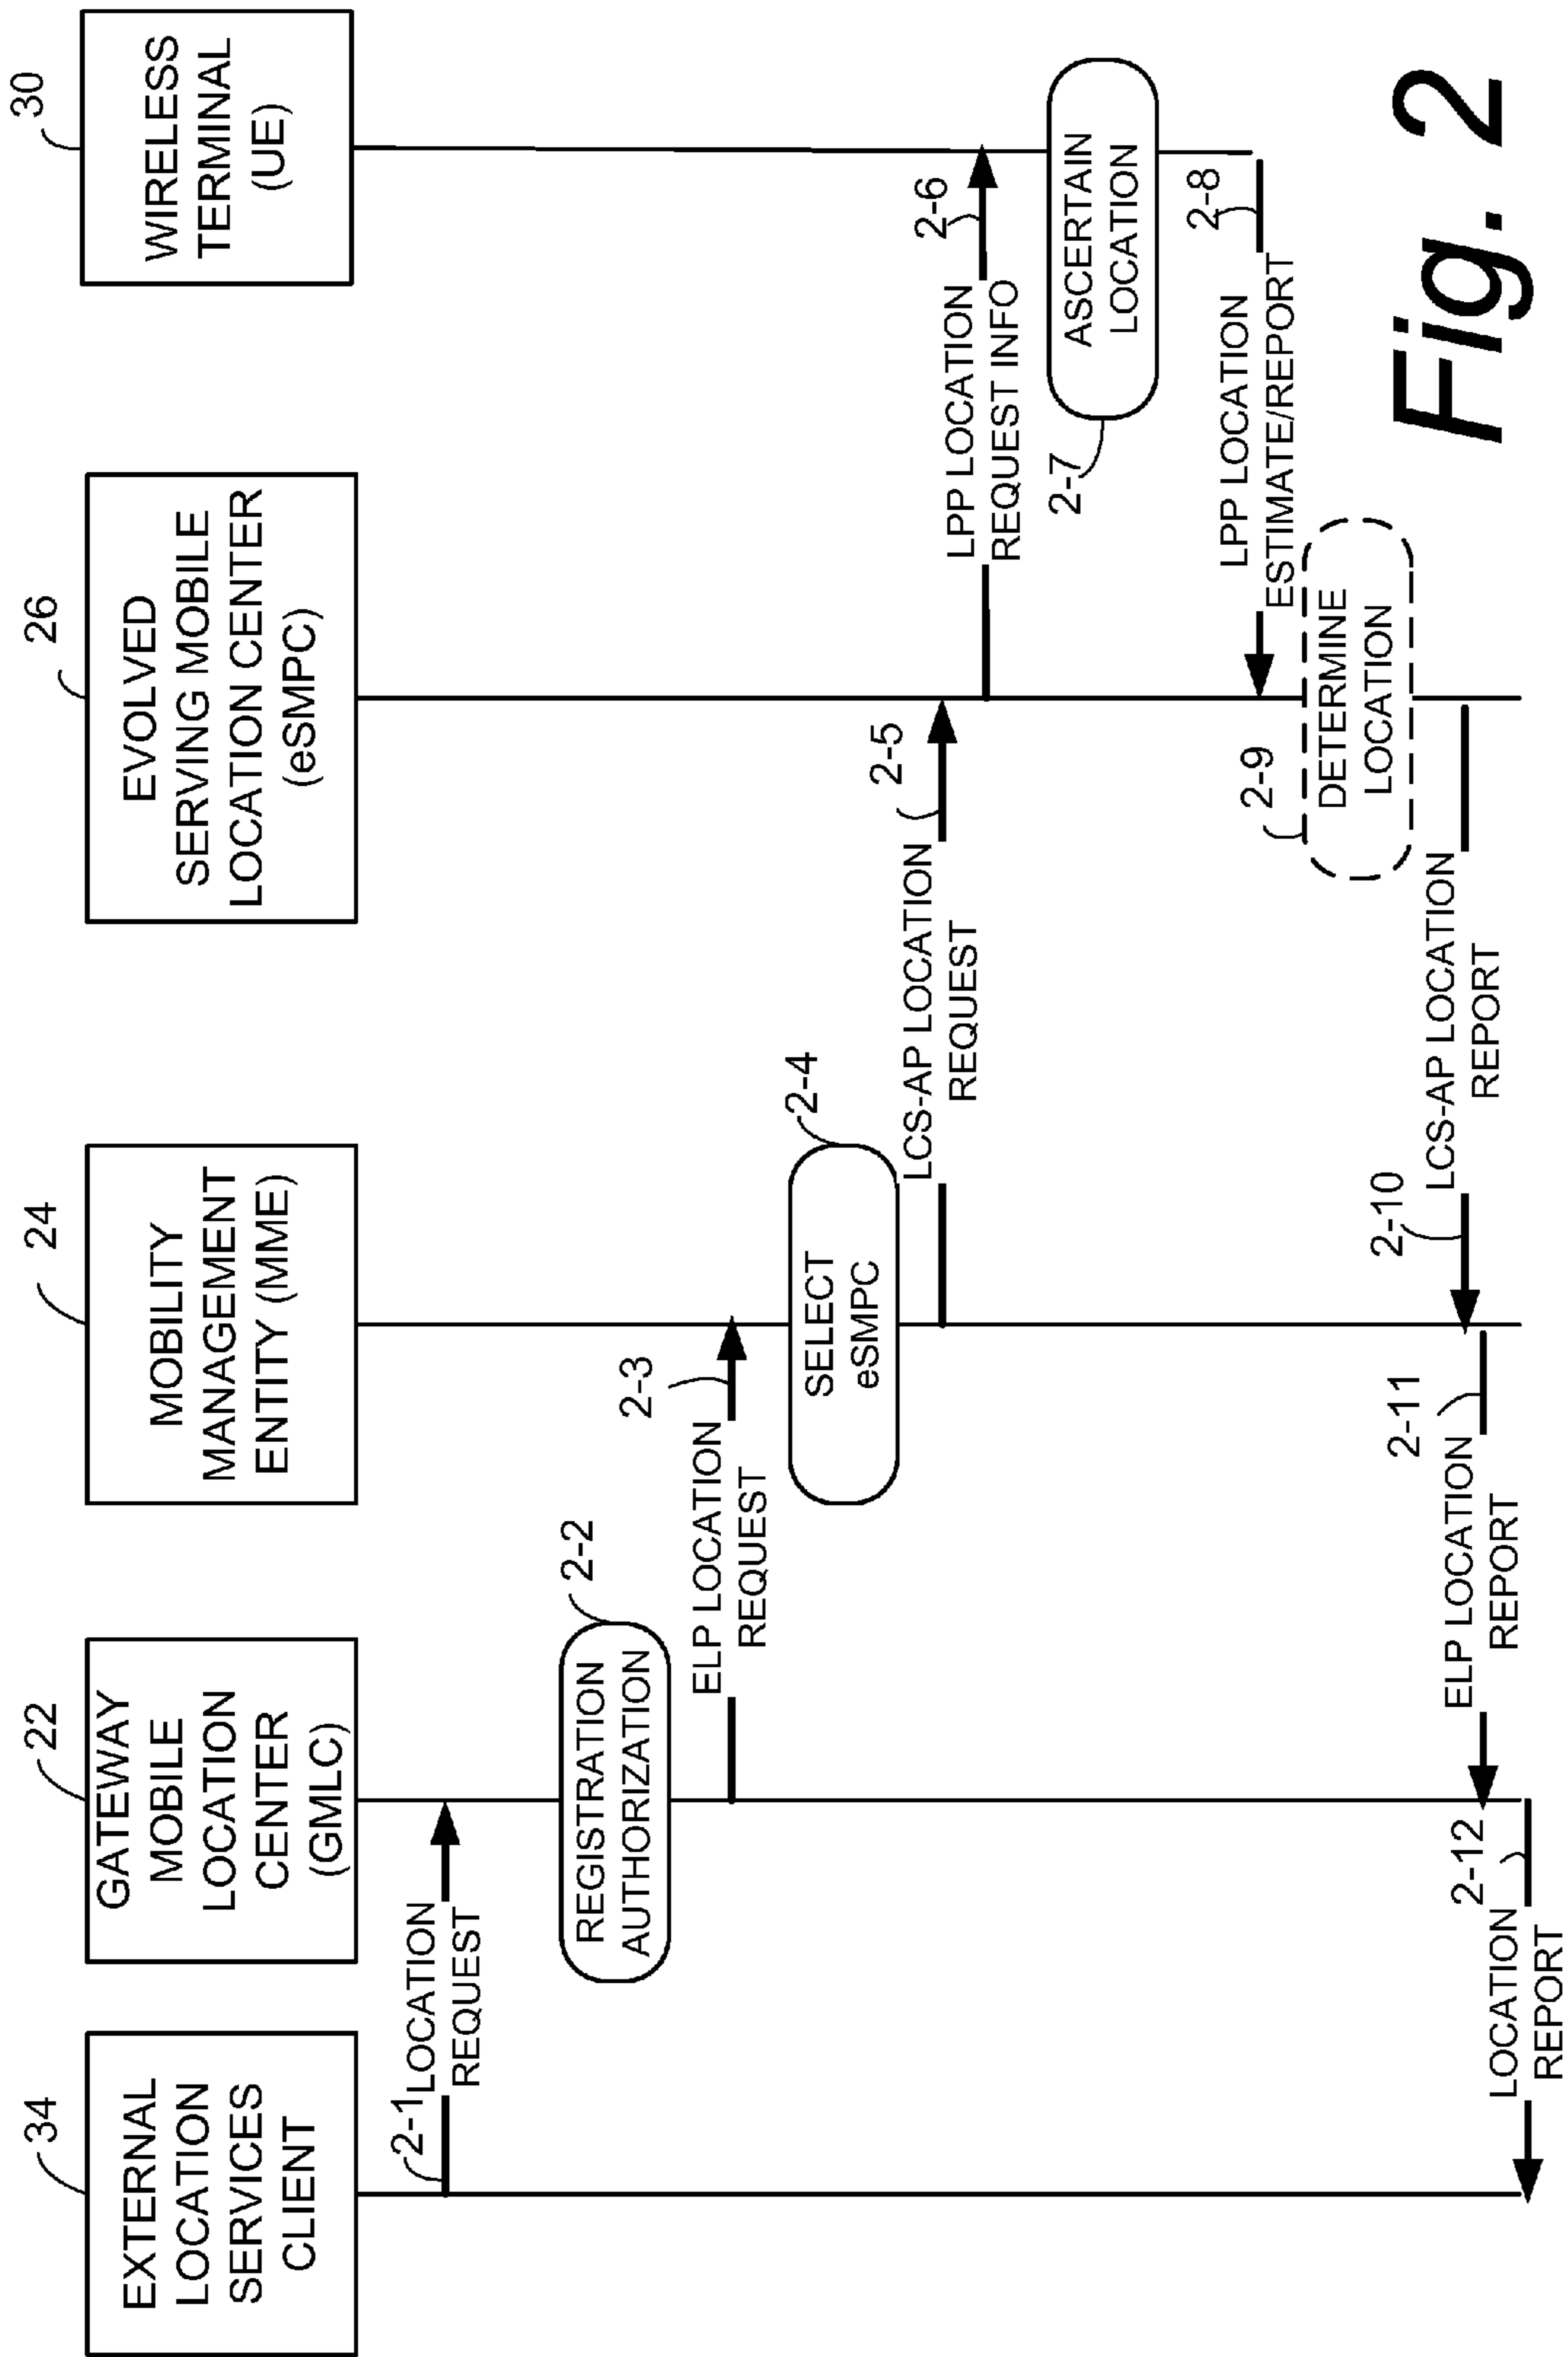 34
EXTERNAL
LOCATION
SERVICES
CLIENT
22
GATEWAY
MOBILE
LOCATION
CENTER
(GMLC)
24
MOBILITY
MANAGEMENT
ENTITY (MME)
26
EVOLVED
SERVING MOBILE
LOCATION CENTER
(eSMPC)
30
WIRELESS
TERMINAL
(UE)
2-1
LOCATION
REQUEST
2-2
REGISTRATION
AUTHORIZATION
2-3
ELP LOCATION
REQUEST
2-4
SELECT
eSMPC
2-5
LCS-AP LOCATION
REQUEST
2-6
LPP LOCATION
REQUEST INFO
2-7
ASCERTAIN
LOCATION
2-8
LPP LOCATION
ESTIMATE/REPORT
2-9
DETERMINE
LOCATION
2-10
LCS-AP LOCATION
REPORT
2-11
ELP LOCATION
REPORT
2-12
LOCATION
REPORT
Fig. 2